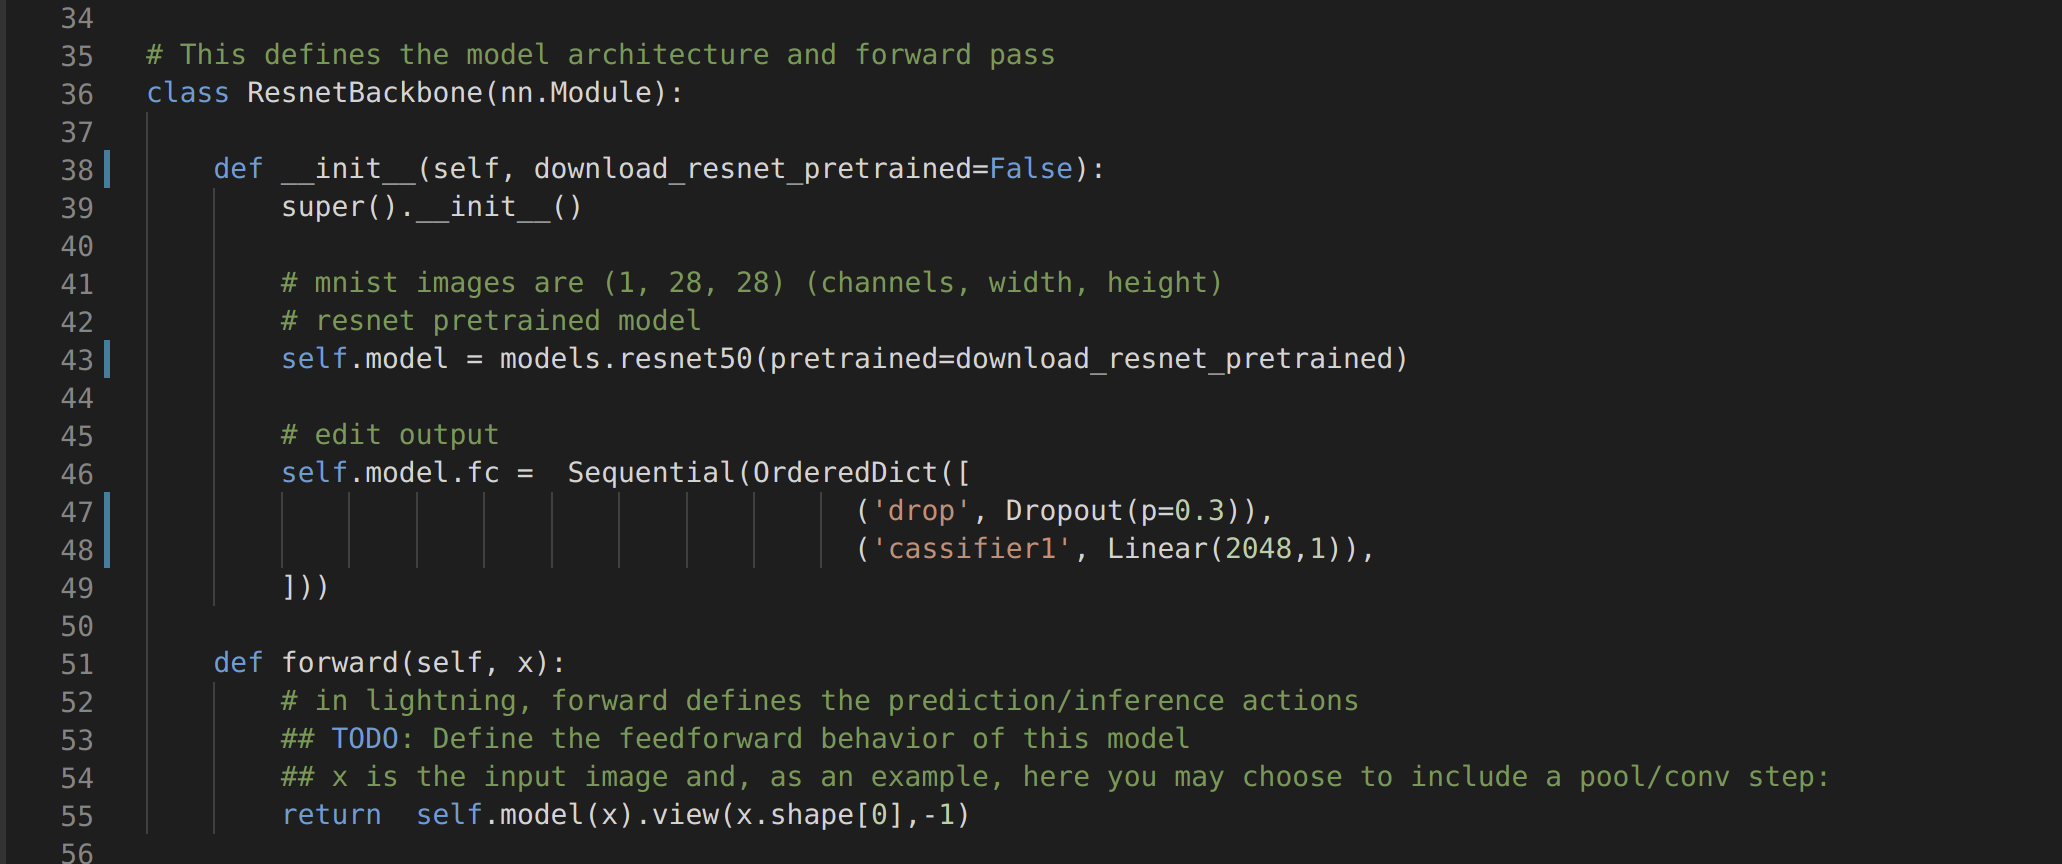 34
35 # This defines the model architecture and forward pass
36 class ResnetBackbone(nn.Module):
37
38 def __init__(self, download_resnet_pretrained=False):
39 super().__init__()
40
41 # mnist images are (1, 28, 28) (channels, width, height)
42 # resnet pretrained model
43 self.model = models.resnet50(pretrained=download_resnet_pretrained)
44
45 # edit output
46 self.model.fc =  Sequential(OrderedDict([
47 ('drop', Dropout(p=0.3)),
48 ('cassifier1', Linear(2048,1)),
49 ]))
50
51 def forward(self, x):
52 # in lightning, forward defines the prediction/inference actions
53 ## TODO: Define the feedforward behavior of this model
54 ## x is the input image and, as an example, here you may choose to include a pool/conv step:
55 return  self.model(x).view(x.shape[0],-1)
56